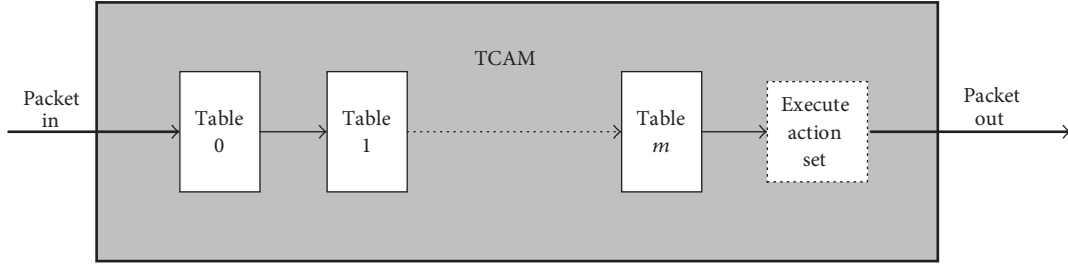 TCAM
Packet
in
Table
0
Table
1
Table
m
Execute
action
set
Packet
out